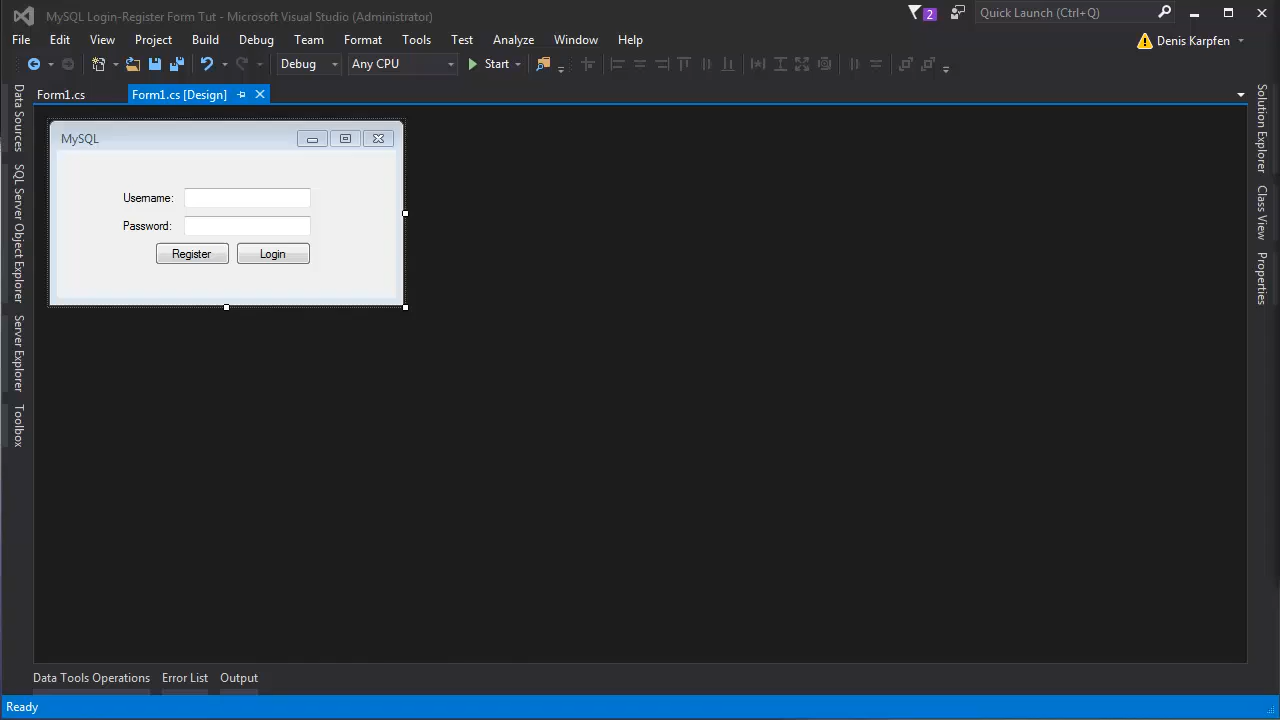 MySQL Login-Register Form Tut - Microsoft Visual Studio (Administrator)
2
Quick Launch (Ctrl+Q)
File Edit View Project Build Debug Team Format Tools Test Analyze Window Help
Denis Karpfen
Debug
Any CPU
Start
Form1.cs
Form1.cs [Design]
Data Sources
SQL Server Object Explorer
Server Explorer
Toolbox
MySQL
Username:
Password:
Register
Login
Solution Explorer
Class View
Properties
Data Tools Operations Error List Output
Ready